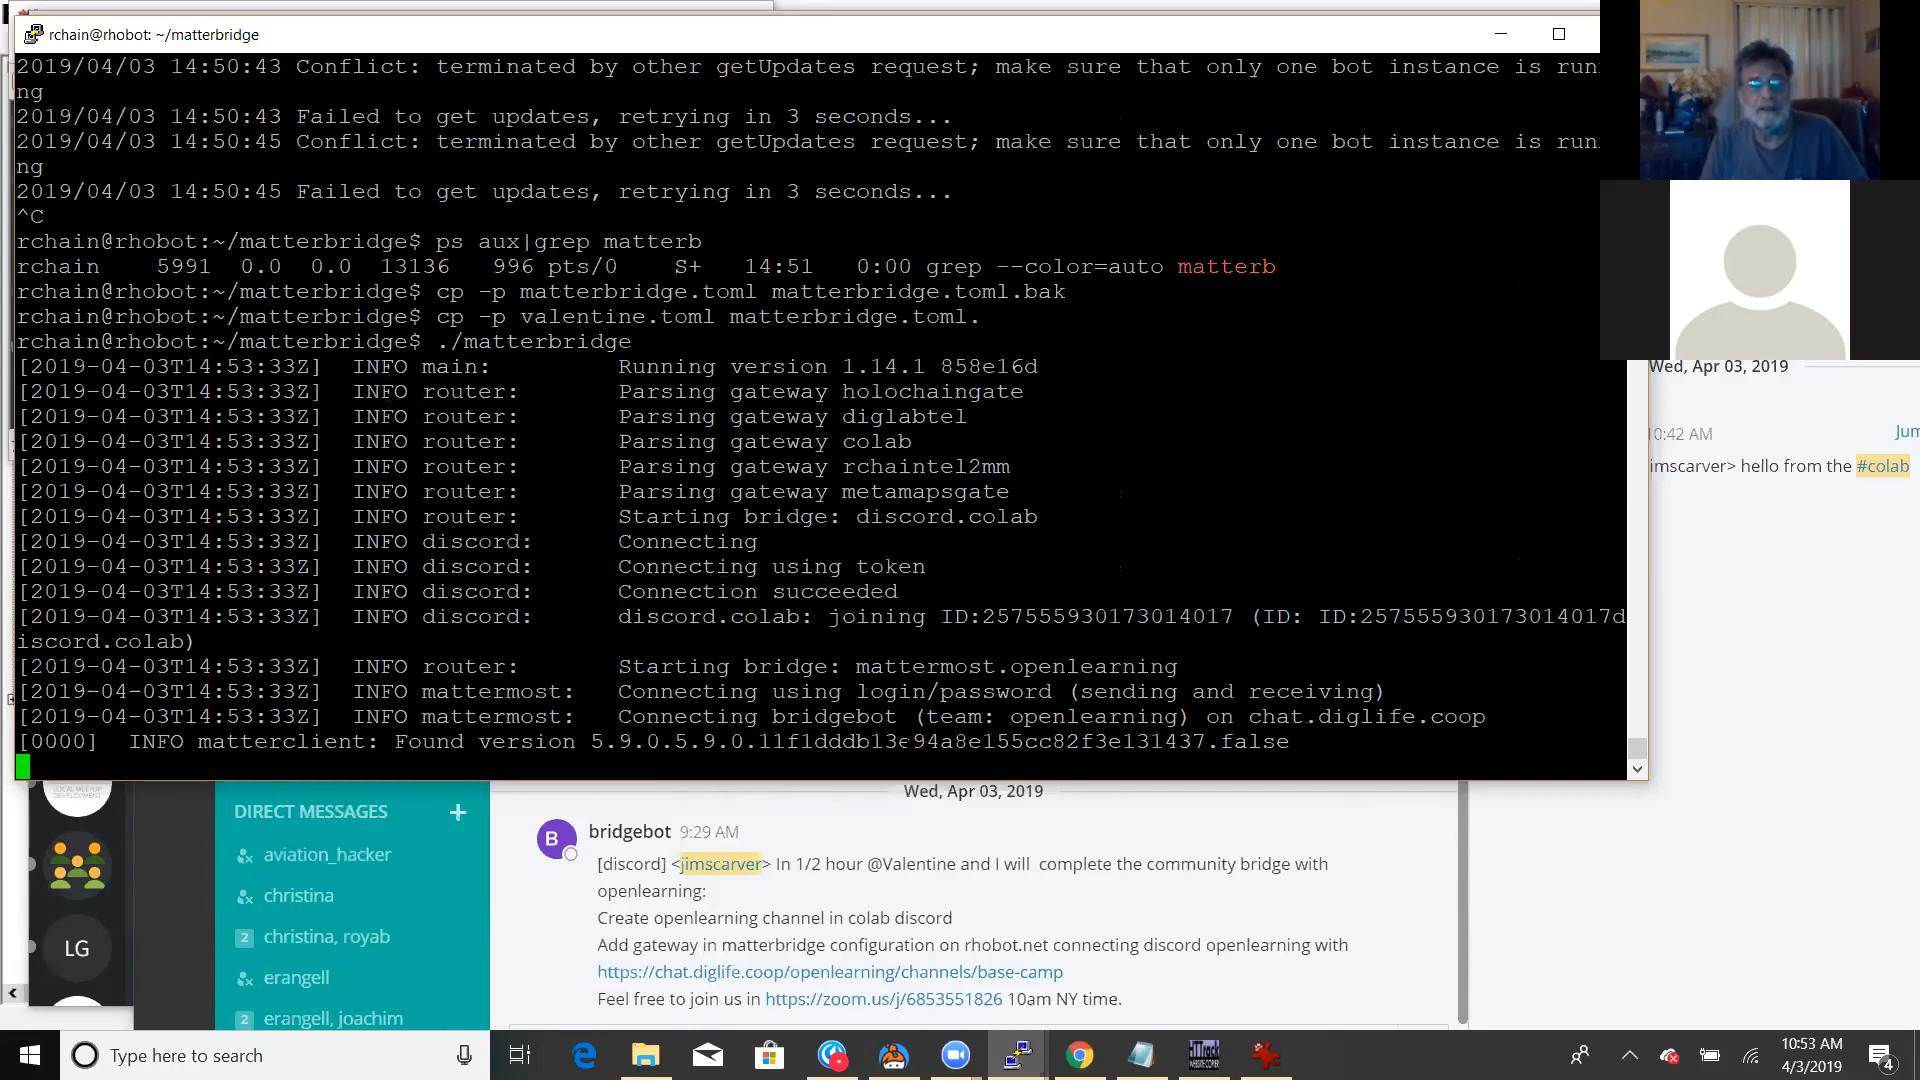 rchain@rhobot: ~/matterbridge
2019/04/03 14:50:43 Conflict: terminated by other getUpdates request; make sure that only one bot instance is runi
ng
2019/04/03 14:50:43 Failed to get updates, retrying in 3 seconds...
2019/04/03 14:50:45 Conflict: terminated by other getUpdates request; make sure that only one bot instance is runi
ng
2019/04/03 14:50:45 Failed to get updates, retrying in 3 seconds...
^C
rchain@rhobot:~/matterbridge$ ps aux|grep matterb
rchain 5991 0.0 0.0 13136 996 pts/0 S+ 14:51 0:00 grep --color=auto matterb
rchain@rhobot:~/matterbridge$ cp -p matterbridge.toml matterbridge.toml.bak
rchain@rhobot:~/matterbridge$ cp -p valentine.toml matterbridge.toml.
rchain@rhobot:~/matterbridge$ ./matterbridge
[2019-04-03T14:53:33Z] INFO main: Running version 1.14.1 858e16d
[2019-04-03T14:53:33Z] INFO router: Parsing gateway holochaingate
[2019-04-03T14:53:33Z] INFO router: Parsing gateway diglabtel
[2019-04-03T14:53:33Z] INFO router: Parsing gateway colab
[2019-04-03T14:53:33Z] INFO router: Parsing gateway rchaintel2mm
[2019-04-03T14:53:33Z] INFO router: Parsing gateway metamapsgate
[2019-04-03T14:53:33Z] INFO router: Starting bridge: discord.colab
[2019-04-03T14:53:33Z] INFO discord: Connecting
[2019-04-03T14:53:33Z] INFO discord: Connecting using token
[2019-04-03T14:53:33Z] INFO discord: Connection succeeded
[2019-04-03T14:53:33Z] INFO discord: discord.colab: joining ID:257555930173014017 (ID: ID:257555930173014017d
iscord.colab)
[2019-04-03T14:53:33Z] INFO router: Starting bridge: mattermost.openlearning
[2019-04-03T14:53:33Z] INFO mattermost: Connecting using login/password (sending and receiving)
[2019-04-03T14:53:33Z] INFO mattermost: Connecting bridgebot (team: openlearning) on chat.diglife.coop
[0000] INFO matterclient: Found version 5.9.0.5.9.0.11f1dddb13e94a8e155cc82f3e131437.false
Wed, Apr 03, 2019
10:42 AM
Jum
imscarver> hello from the #colab
LG
DIRECT MESSAGES +
aviation_hacker
christina
2 christina, royab
erangell
2 erangell, joachim
Wed, Apr 03, 2019
B bridgebot 9:29 AM
[discord] <jimscarver> In 1/2 hour @Valentine and I will complete the community bridge with
openlearning:
Create openlearning channel in colab discord
Add gateway in matterbridge configuration on rhobot.net connecting discord openlearning with
https://chat.diglife.coop/openlearning/channels/base-camp
Feel free to join us in https://zoom.us/j/6853551826 10am NY time.
Type here to search
10:53 AM
4/3/2019
4